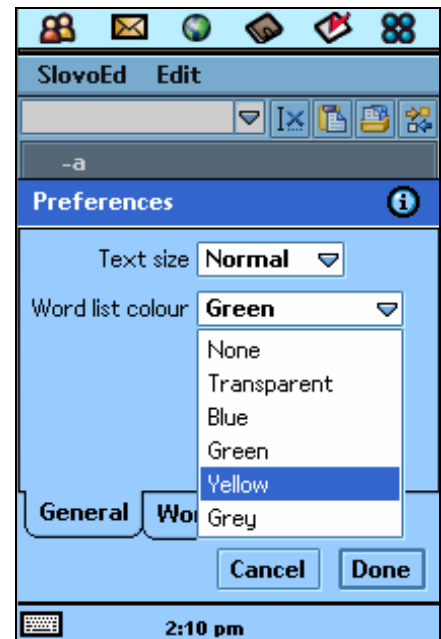 SlovoEd Edit
-a
Preferences
Text size Normal
Word list colour Green
None
Transparent
Blue
Green
Yellow
General Wo
Grey
Cancel Done
2:10 pm